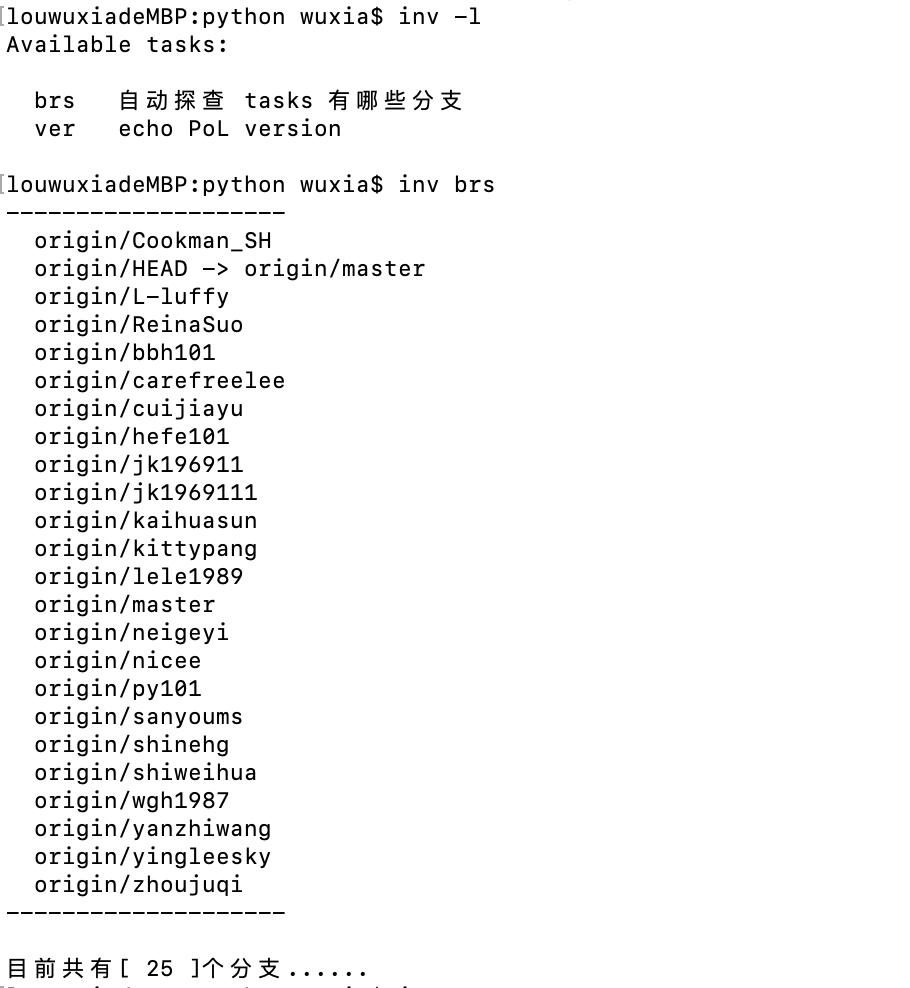 louwuxiadeMBP:python wuxia$ inv -l
Available tasks:
brs 自动探查 tasks 有哪些分支
ver echo PoL version
louwuxiadeMBP:python wuxia$ inv brs
--------------------
origin/Cookman_SH
origin/HEAD -> origin/master
origin/L-luffy
origin/ReinaSuo
origin/bbh101
origin/carefreelee
origin/cuijiayu
origin/hefe101
origin/jk196911
origin/jk1969111
origin/kaihuasun
origin/kittypang
origin/lele1989
origin/master
origin/neigeyi
origin/nicee
origin/py101
origin/sanyoums
origin/shinehg
origin/shiweihua
origin/wgh1987
origin/yanzhiwang
origin/yingleesky
origin/zhoujuqi
--------------------
目前共有[ 25 ]个分支......